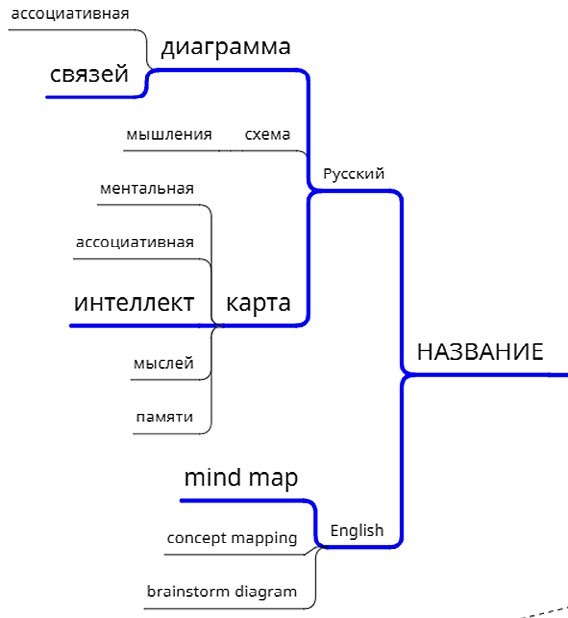 ассоциативная
диаграмма
связей
мышления схема
Русский
ментальная
ассоциативная
интеллект карта
мыслей
памяти
НАЗВАНИЕ
mind map
English
concept mapping
brainstorm diagram